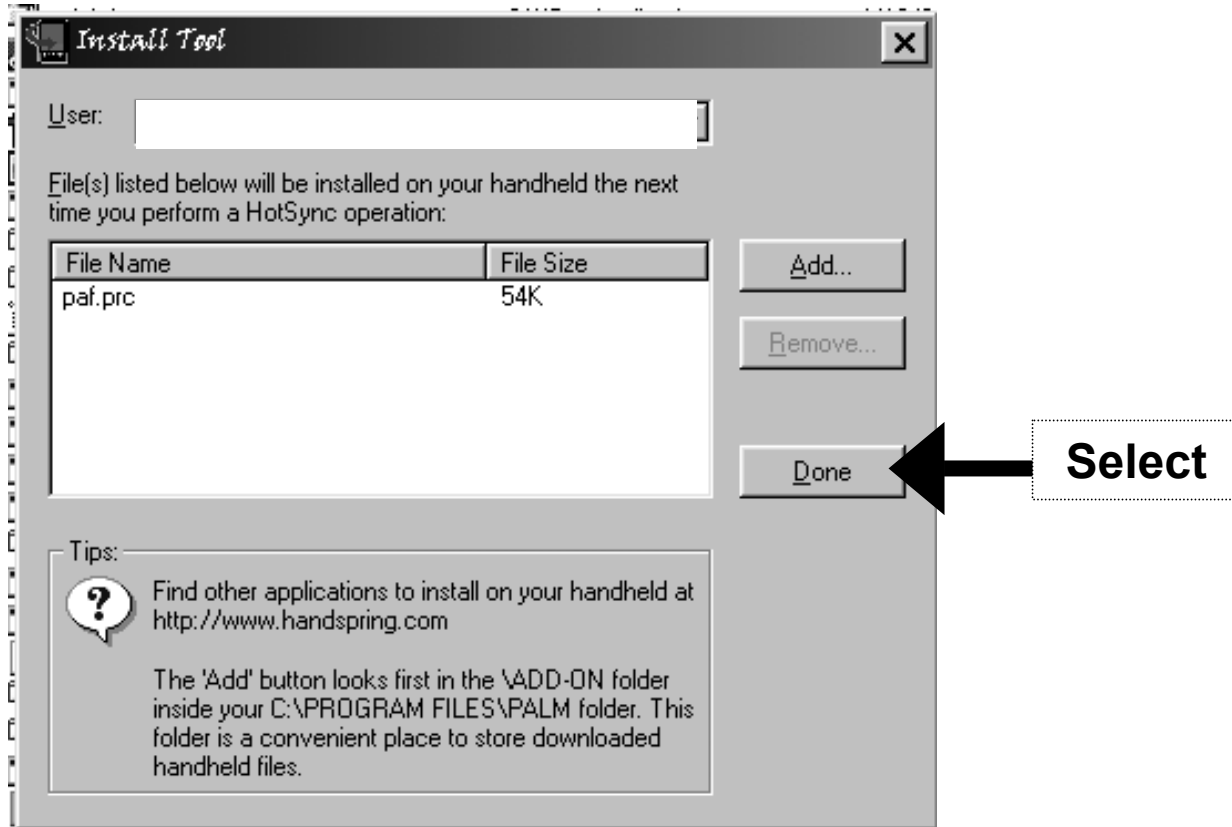 Install Tool
User:
File(s) listed below will be installed on your handheld the next
time you perform a HotSync operation:
File Name File Size
paf.prc 54K
Add...
Remove...
Done
Select
Tips:
Find other applications to install on your handheld at
http://www.handspring.com
The 'Add' button looks first in the \ADD-ON folder
inside your C:\PROGRAM FILES\PALM folder. This
folder is a convenient place to store downloaded
handheld files.